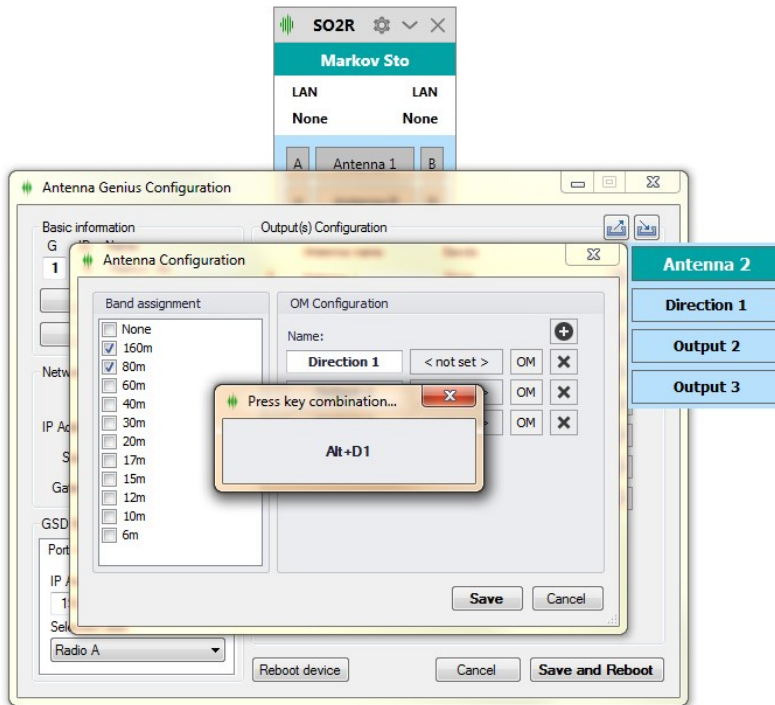 SO2R
Markov Sto
LAN LAN
None None
A Antenna 1 B
Antenna Genius Configuration
Basic information
Output(s) Configuration
G
1
Antenna Configuration
Band assignment
None
160m
80m
60m
40m
30m
20m
17m
15m
12m
10m
6m
OM Configuration
Name:
Direction 1 < not set > OM
OM
OM
Press key combination...
Alt+D1
Save Cancel
Antenna 2
Direction 1
Output 2
Output 3
GSD
Radio A
Reboot device Cancel Save and Reboot